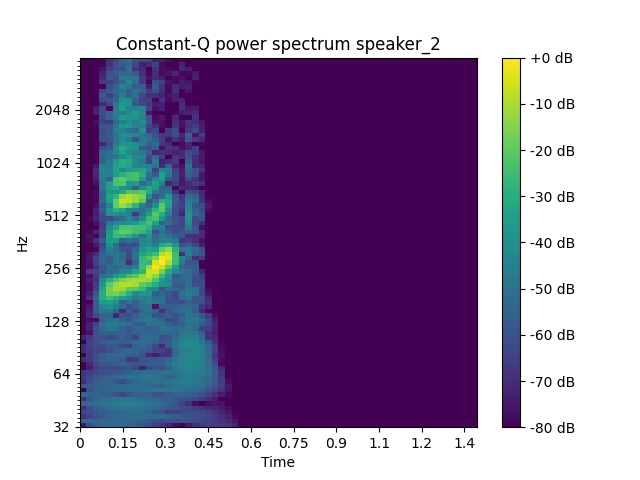 Constant-Q power spectrum speaker_2
Hz
2048
1024
512
256
128
64
32
0 0.15 0.3 0.45 0.6 0.75 0.9 1.1 1.2 1.4
Time
+0 dB
-10 dB
-20 dB
-30 dB
-40 dB
-50 dB
-60 dB
-70 dB
-80 dB